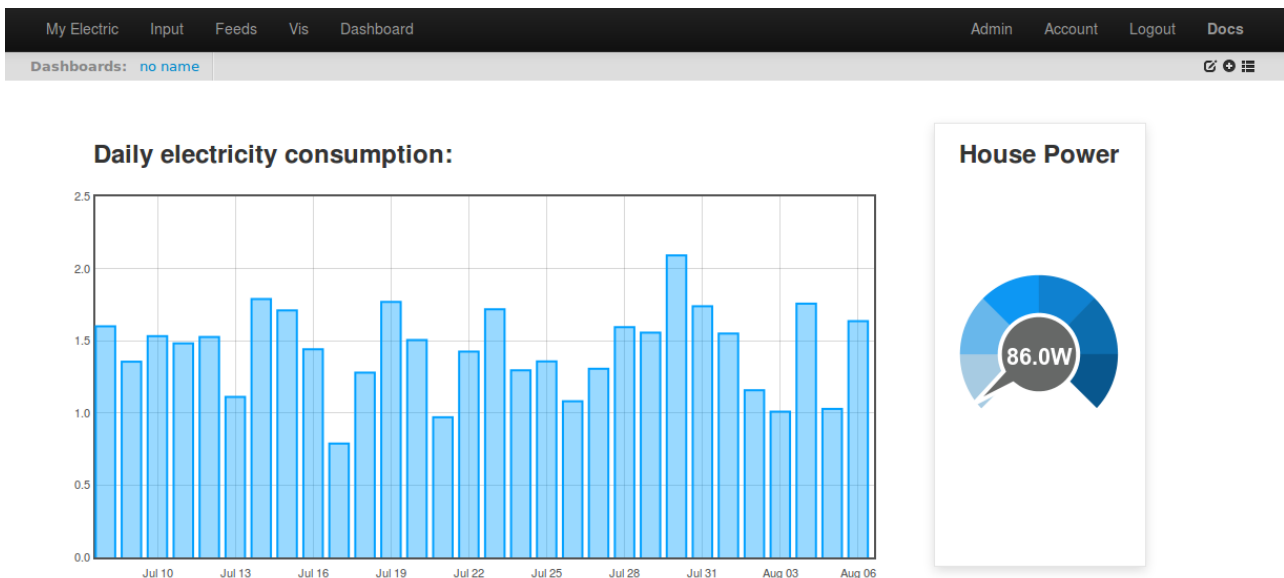 My Electric Input Feeds Vis Dashboard Admin Account Logout Docs
Dashboards: no name
Daily electricity consumption:
2.5
2.0
1.5
1.0
0.5
0.0
Jul 10 Jul 13 Jul 16 Jul 19 Jul 22 Jul 25 Jul 28 Jul 31 Aug 03 Aug 06
House Power
86.0W